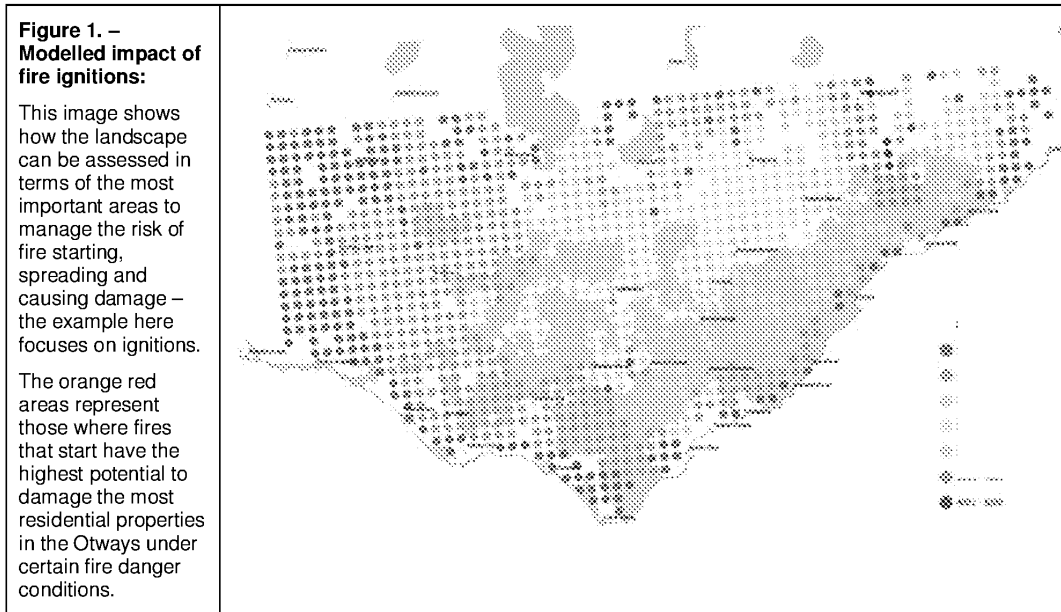 Figure 1. –
Modelled impact of
fire ignitions:
This image shows
how the landscape
can be assessed in
terms of the most
important areas to
manage the risk of
fire starting,
spreading and
causing damage –
the example here
focuses on ignitions.
The orange red
areas represent
those where fires
that start have the
highest potential to
damage the most
residential properties
in the Otways under
certain fire danger
conditions.